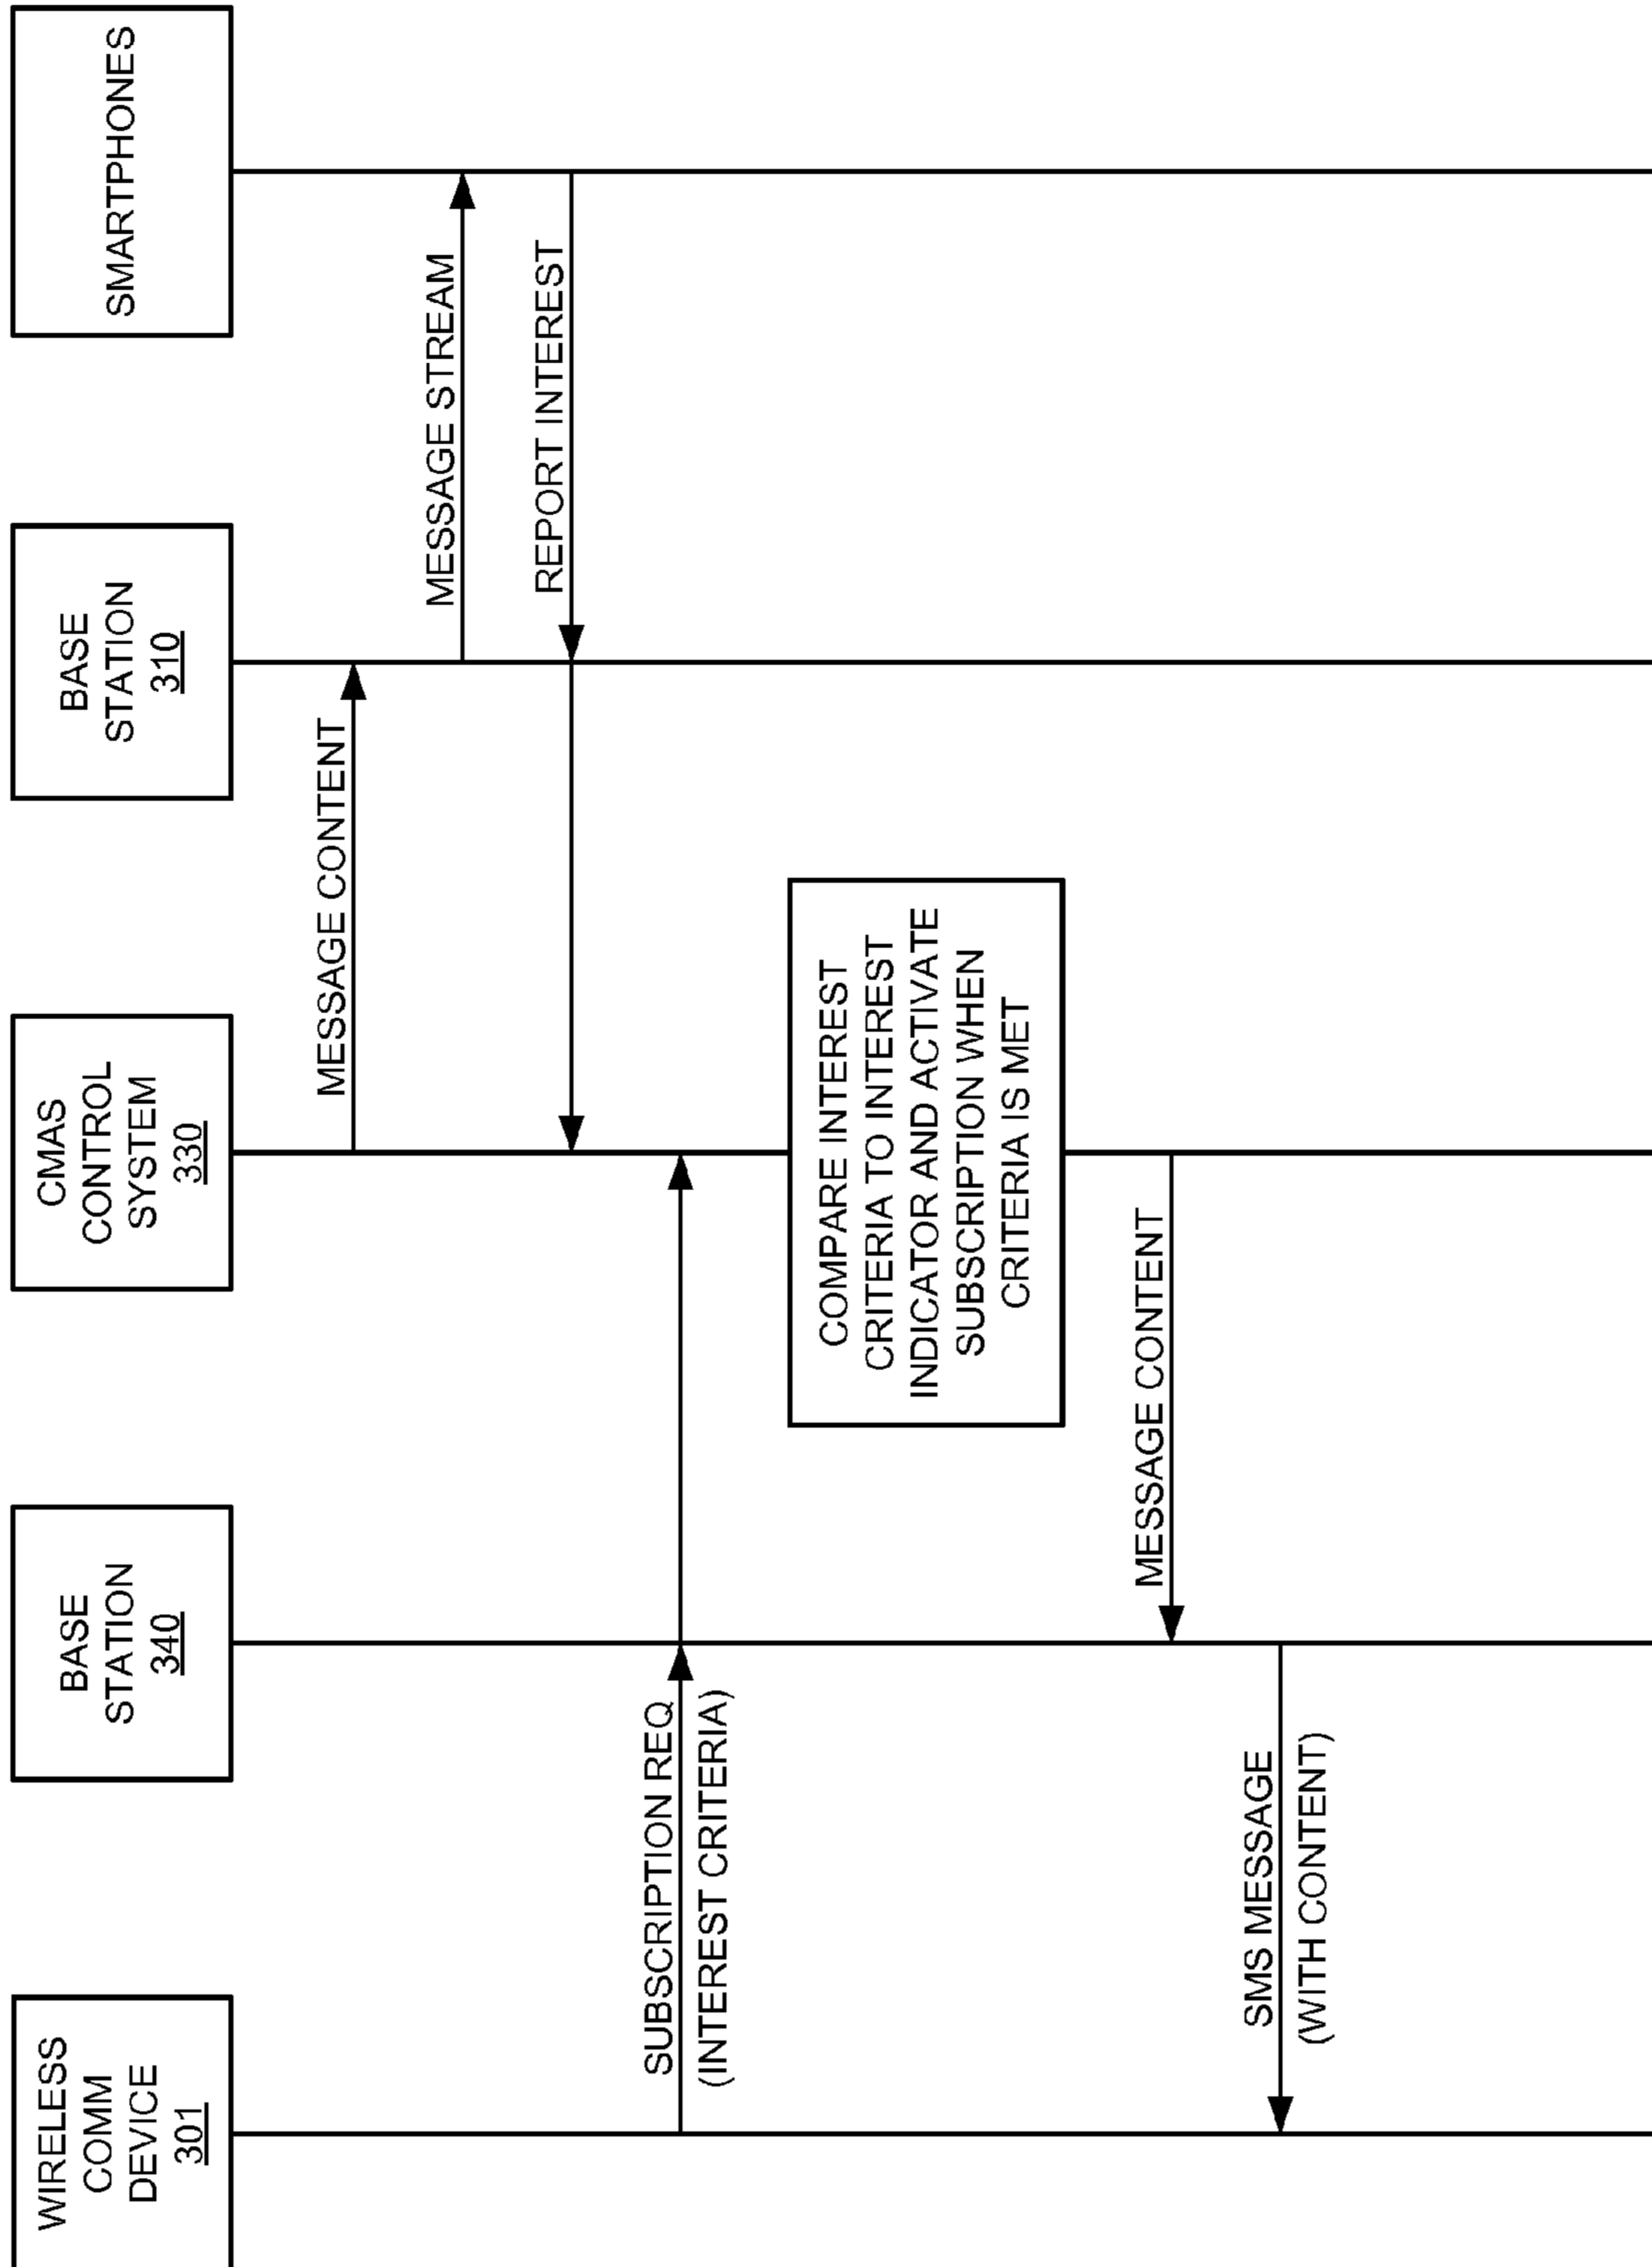 WIRELESS
COMM
DEVICE
301
BASE
STATION
340
CMAS
CONTROL
SYSTEM
330
BASE
STATION
310
SMARTPHONES
MESSAGE CONTENT
MESSAGE STREAM
REPORT INTEREST
SUBSCRIPTION REQ
(INTEREST CRITERIA)
COMPARE INTEREST
CRITERIA TO INTEREST
INDICATOR AND ACTIVATE
SUBSCRIPTION WHEN
CRITERIA IS MET
MESSAGE CONTENT
SMS MESSAGE
(WITH CONTENT)